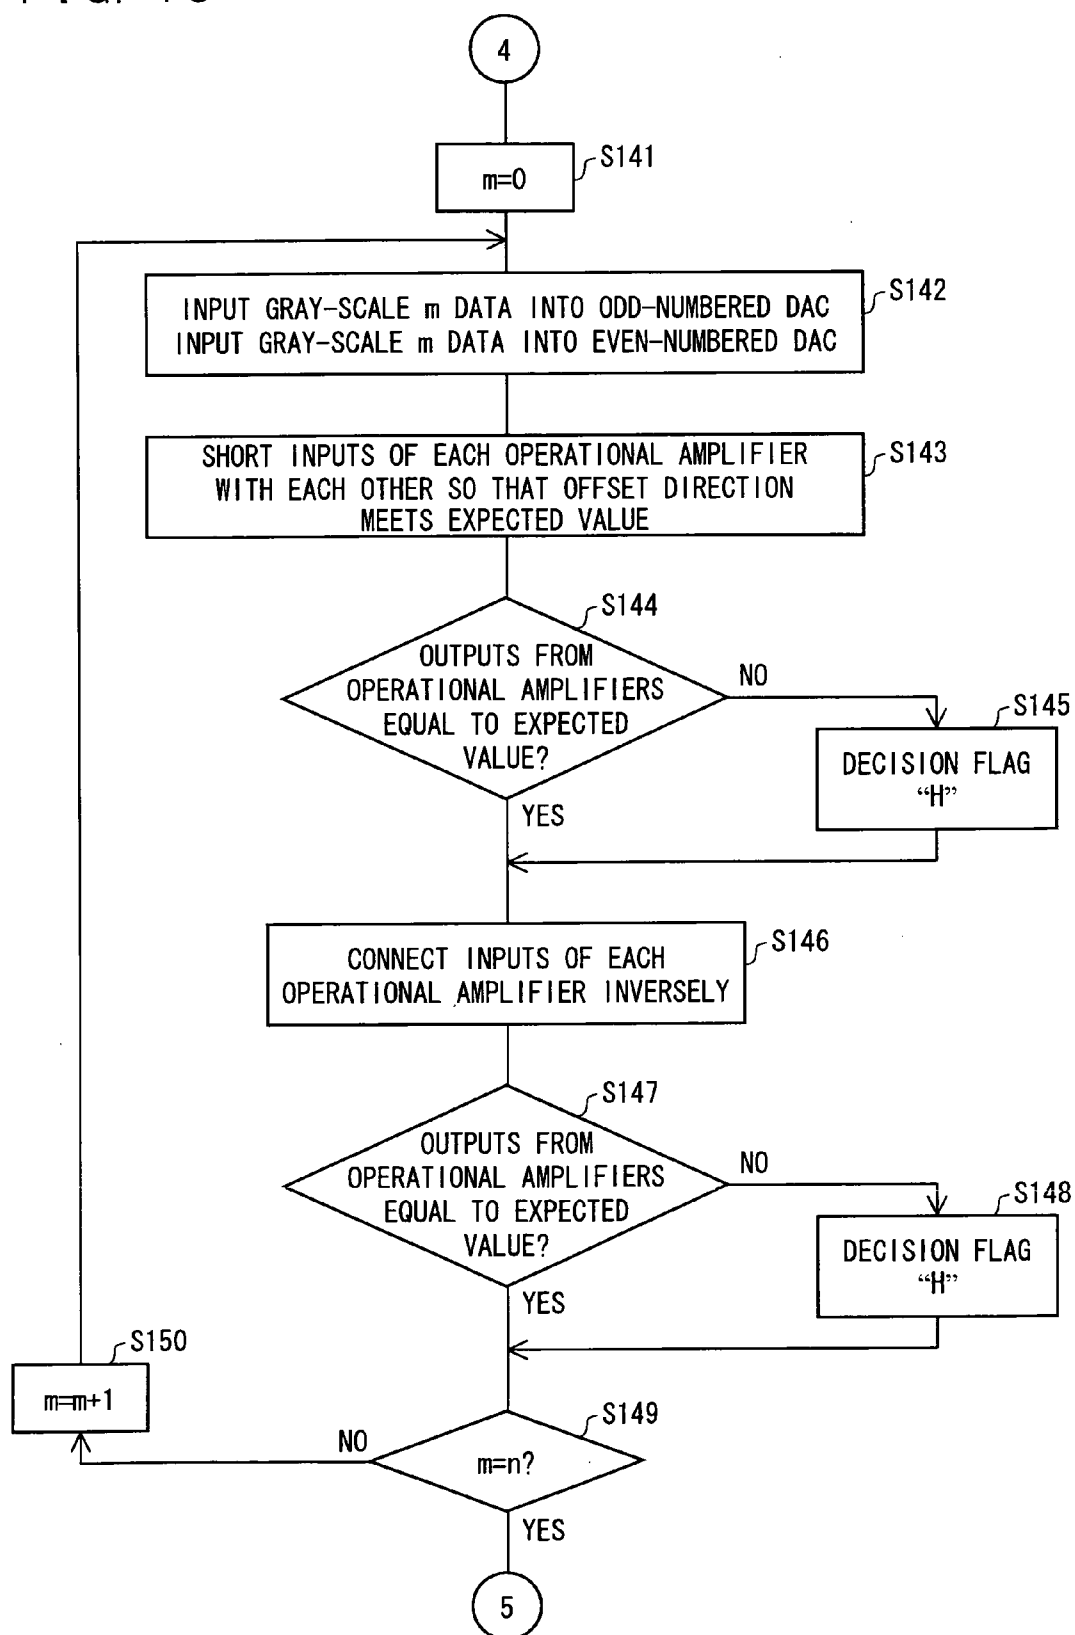 4
S141
m=0
S142
INPUT GRAY-SCALE m DATA INTO ODD-NUMBERED DAC
INPUT GRAY-SCALE m DATA INTO EVEN-NUMBERED DAC
S143
SHORT INPUTS OF EACH OPERATIONAL AMPLIFIER
WITH EACH OTHER SO THAT OFFSET DIRECTION
MEETS EXPECTED VALUE
S144
OUTPUTS FROM
OPERATIONAL AMPLIFIERS
EQUAL TO EXPECTED
VALUE?
NO
YES
S145
DECISION FLAG
“H”
S146
CONNECT INPUTS OF EACH
OPERATIONAL AMPLIFIER INVERSELY
S147
OUTPUTS FROM
OPERATIONAL AMPLIFIERS
EQUAL TO EXPECTED
VALUE?
NO
YES
S148
DECISION FLAG
“H”
S150
m=m+1
S149
m=n?
NO
YES
5